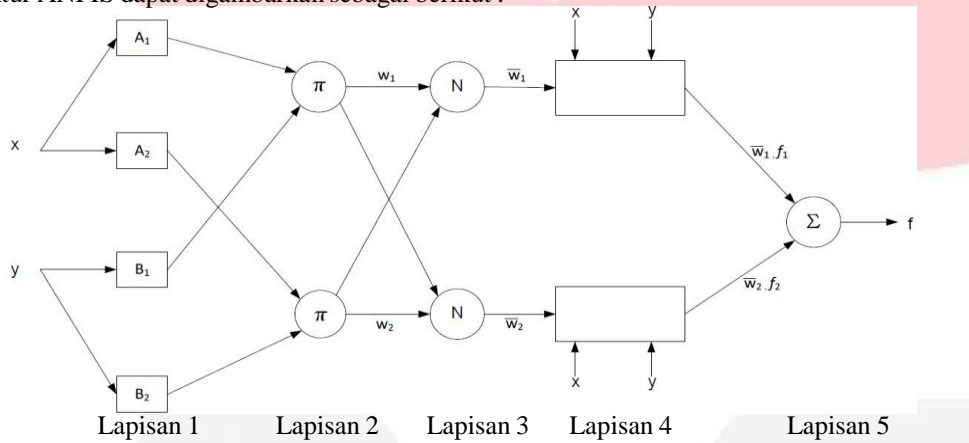 ANFIS dapat digambarkan sebagai berikut :
x y
A₁
π w₁ N w̅₁
x A₂
w̅₁.f₁
Σ f
y B₁
w̅₂.f₂
π w₂ N w̅₂
x y
B₂
Lapisan 1 Lapisan 2 Lapisan 3 Lapisan 4 Lapisan 5